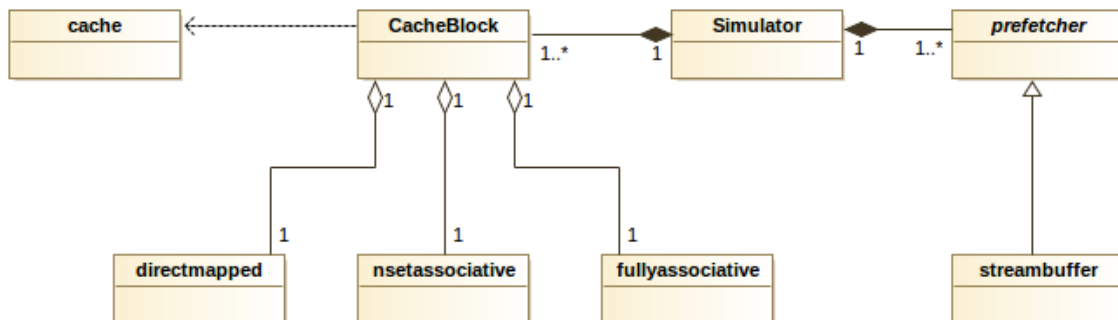 cache
CacheBlock
Simulator
prefetcher
1..*
1
1
1..*
1
1
1
1
1
1
directmapped
nsetassociative
fullyassociative
streambuffer